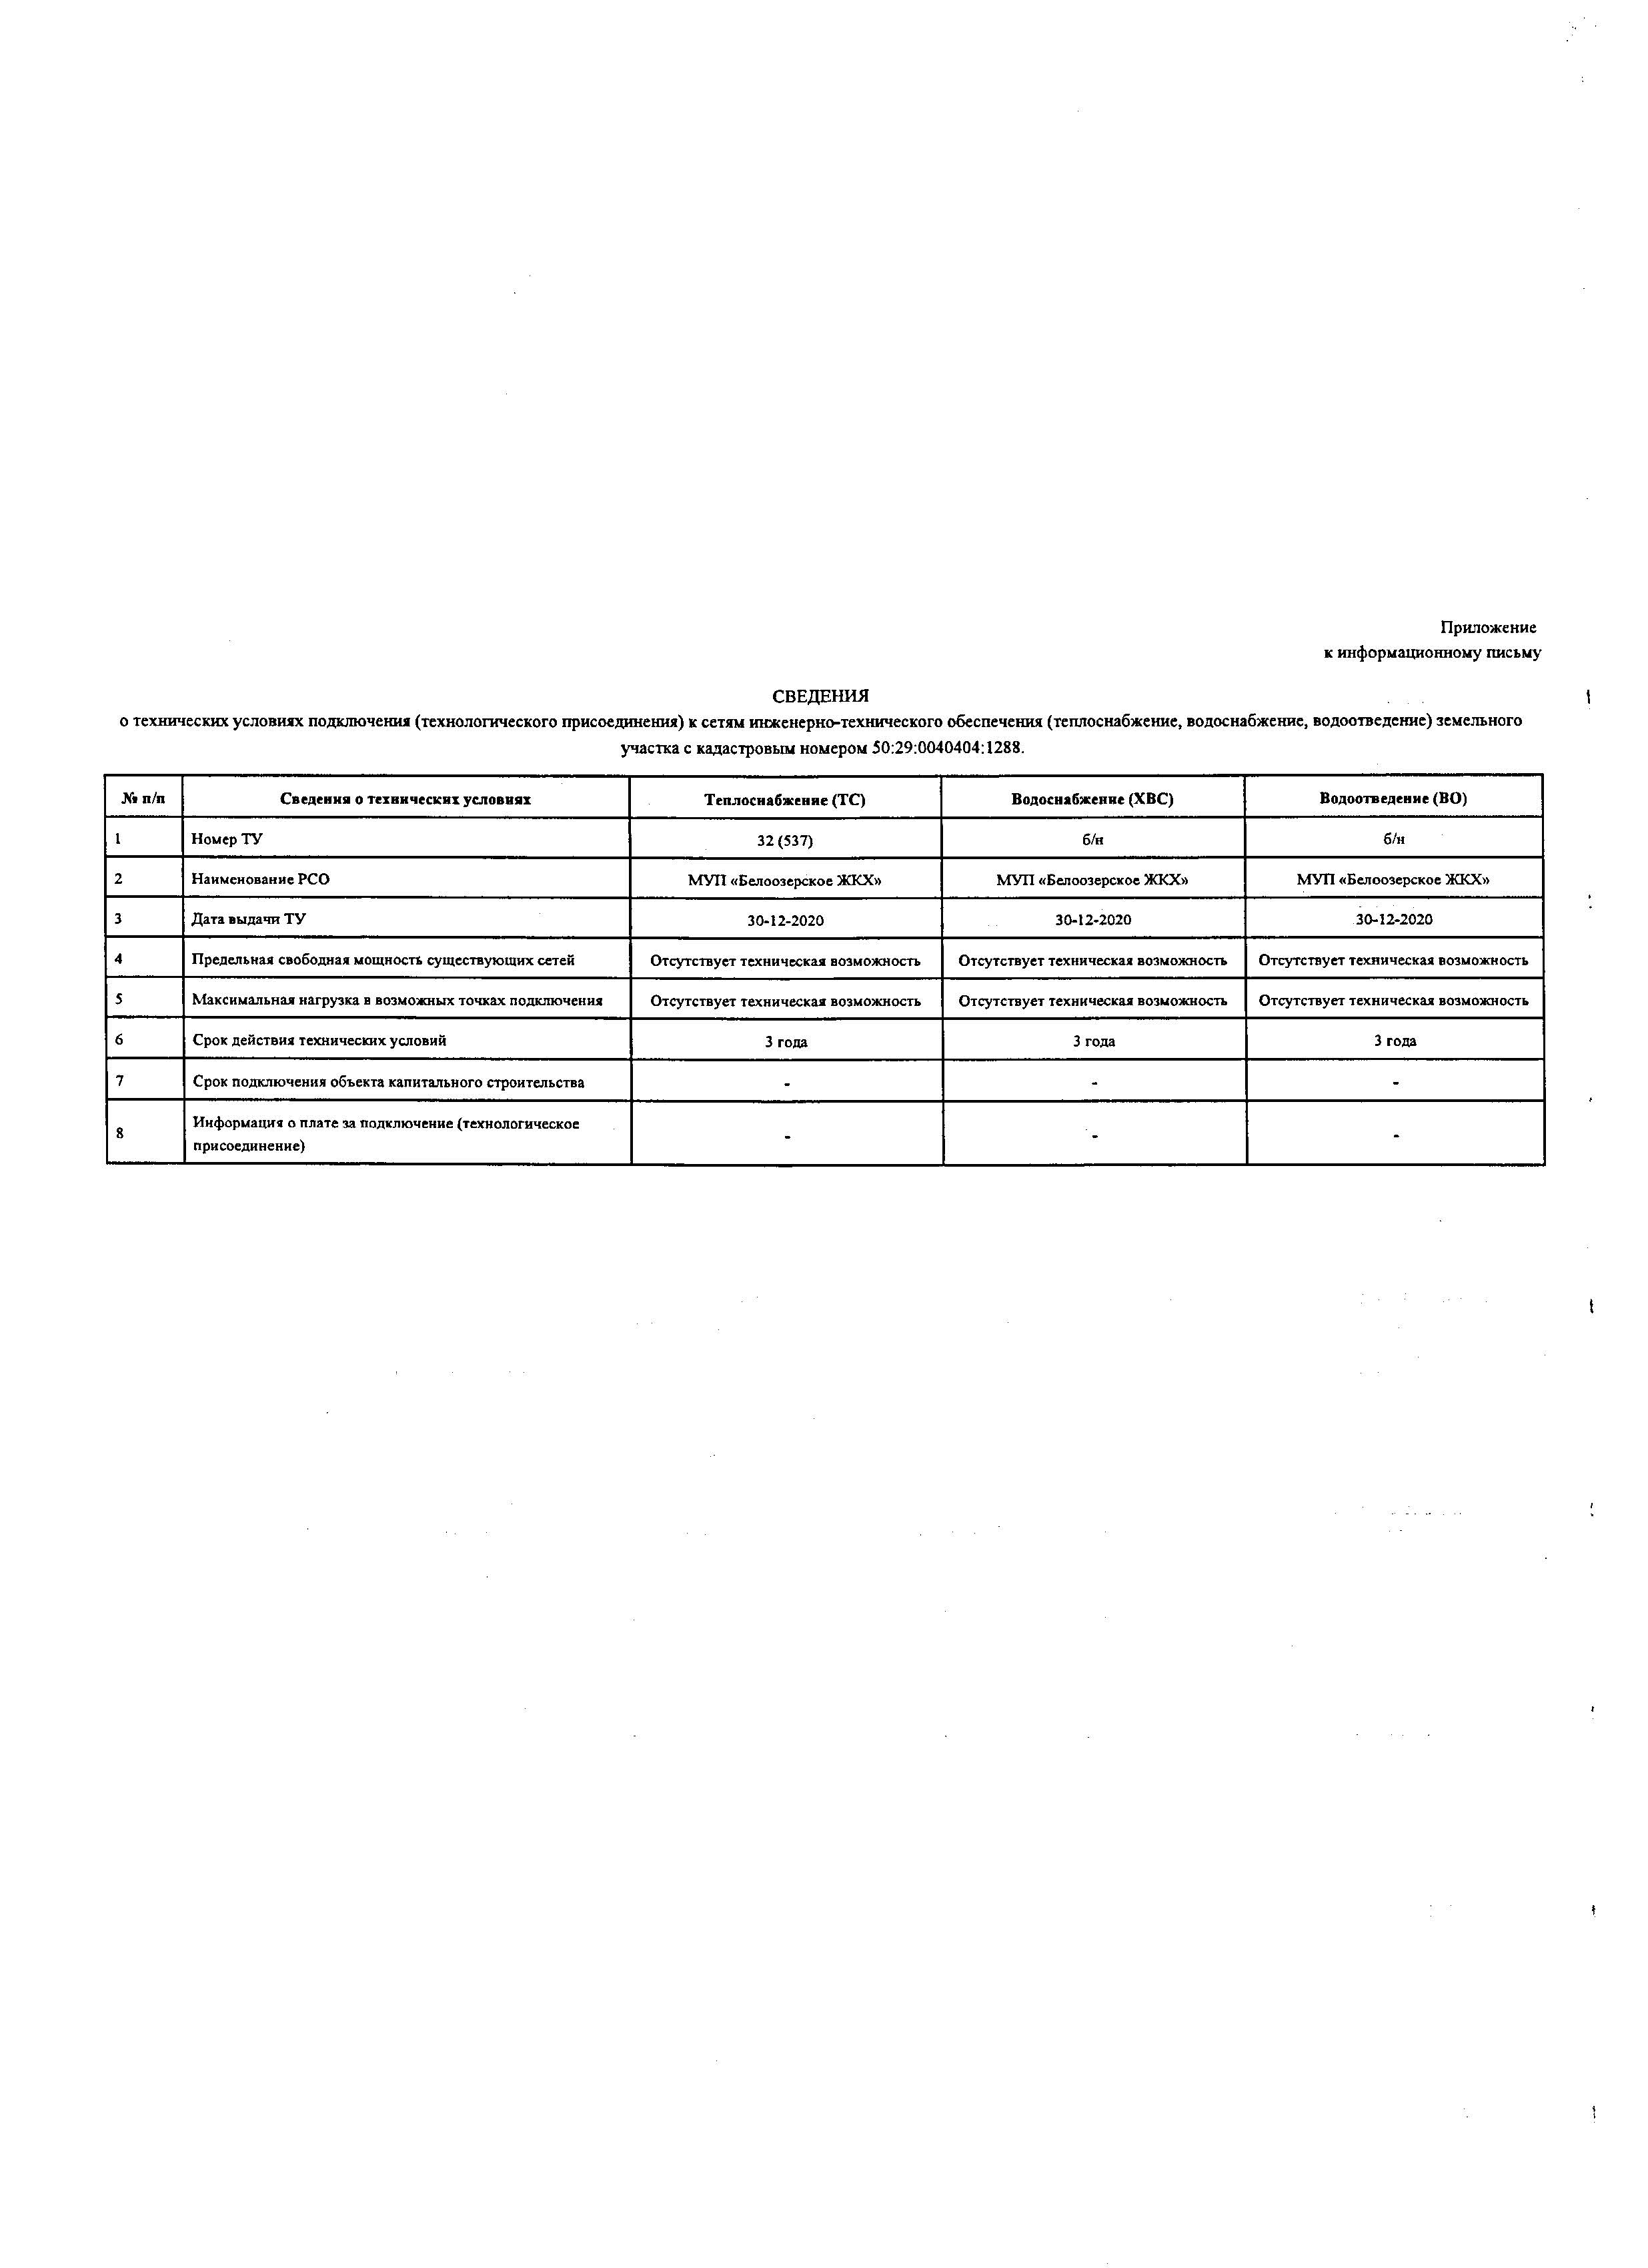 Приложение
к информационному письму
СВЕДЕНИЯ
о технических условиях подключения (технологического присоединения) к сетям инженерно-технического обеспечения (теплоснабжение, водоснабжение, водоотведение) земельного
участка с кадастровым номером 50:29:0040404:1288.
№ п/п Сведения о технических условиях Теплоснабжение (ТС) Водоснабжение (ХВС) Водоотведение (ВО)
1 Номер ТУ 32 (537) б/н б/н
2 Наименование РСО МУП «Белоозерское ЖКХ» МУП «Белоозерское ЖКХ» МУП «Белоозерское ЖКХ»
3 Дата выдачи ТУ 30-12-2020 30-12-2020 30-12-2020
4 Предельная свободная мощность существующих сетей Отсутствует техническая возможность Отсутствует техническая возможность Отсутствует техническая возможность
5 Максимальная нагрузка в возможных точках подключения Отсутствует техническая возможность Отсутствует техническая возможность Отсутствует техническая возможность
6 Срок действия технических условий 3 года 3 года 3 года
7 Срок подключения объекта капитального строительства - - -
8 Информация о плате за подключение (технологическое
присоединение) - - -